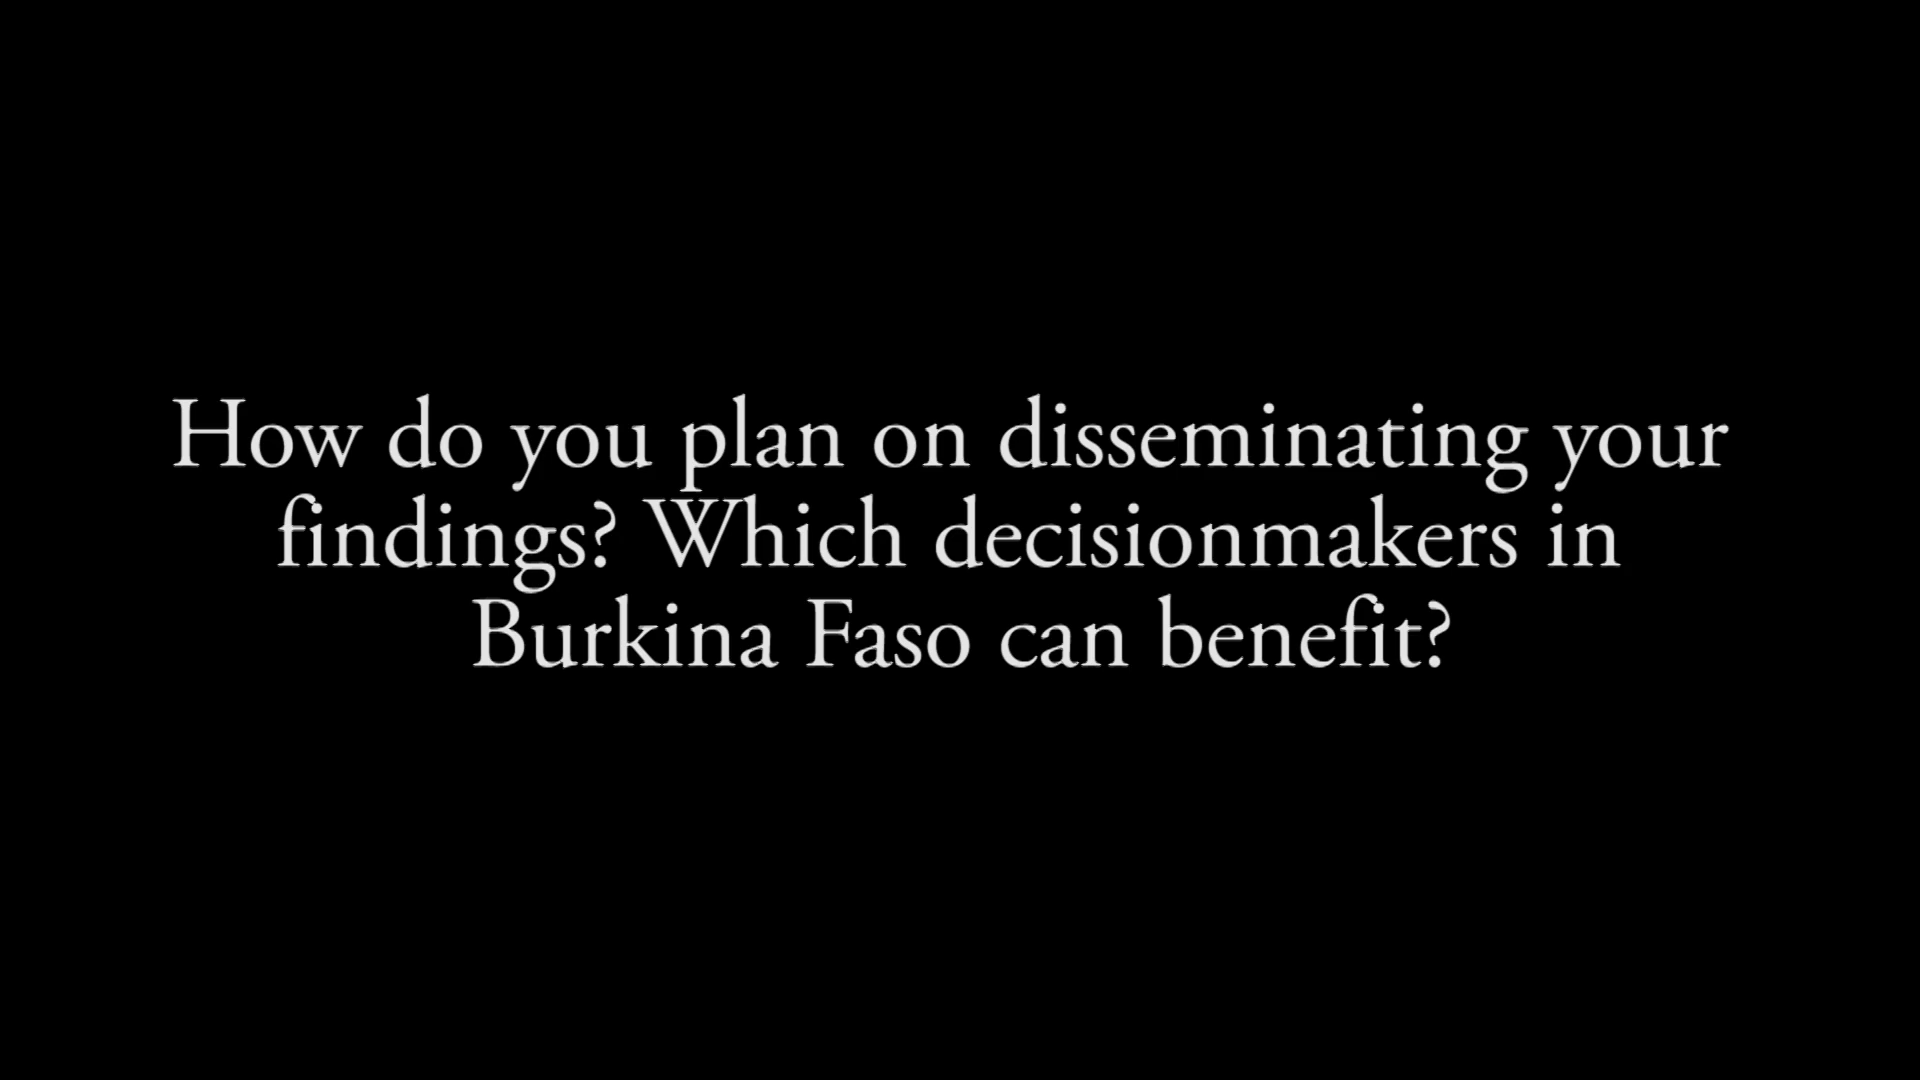 How do you plan on disseminating your
findings? Which decisionmakers in
Burkina Faso can benefit?